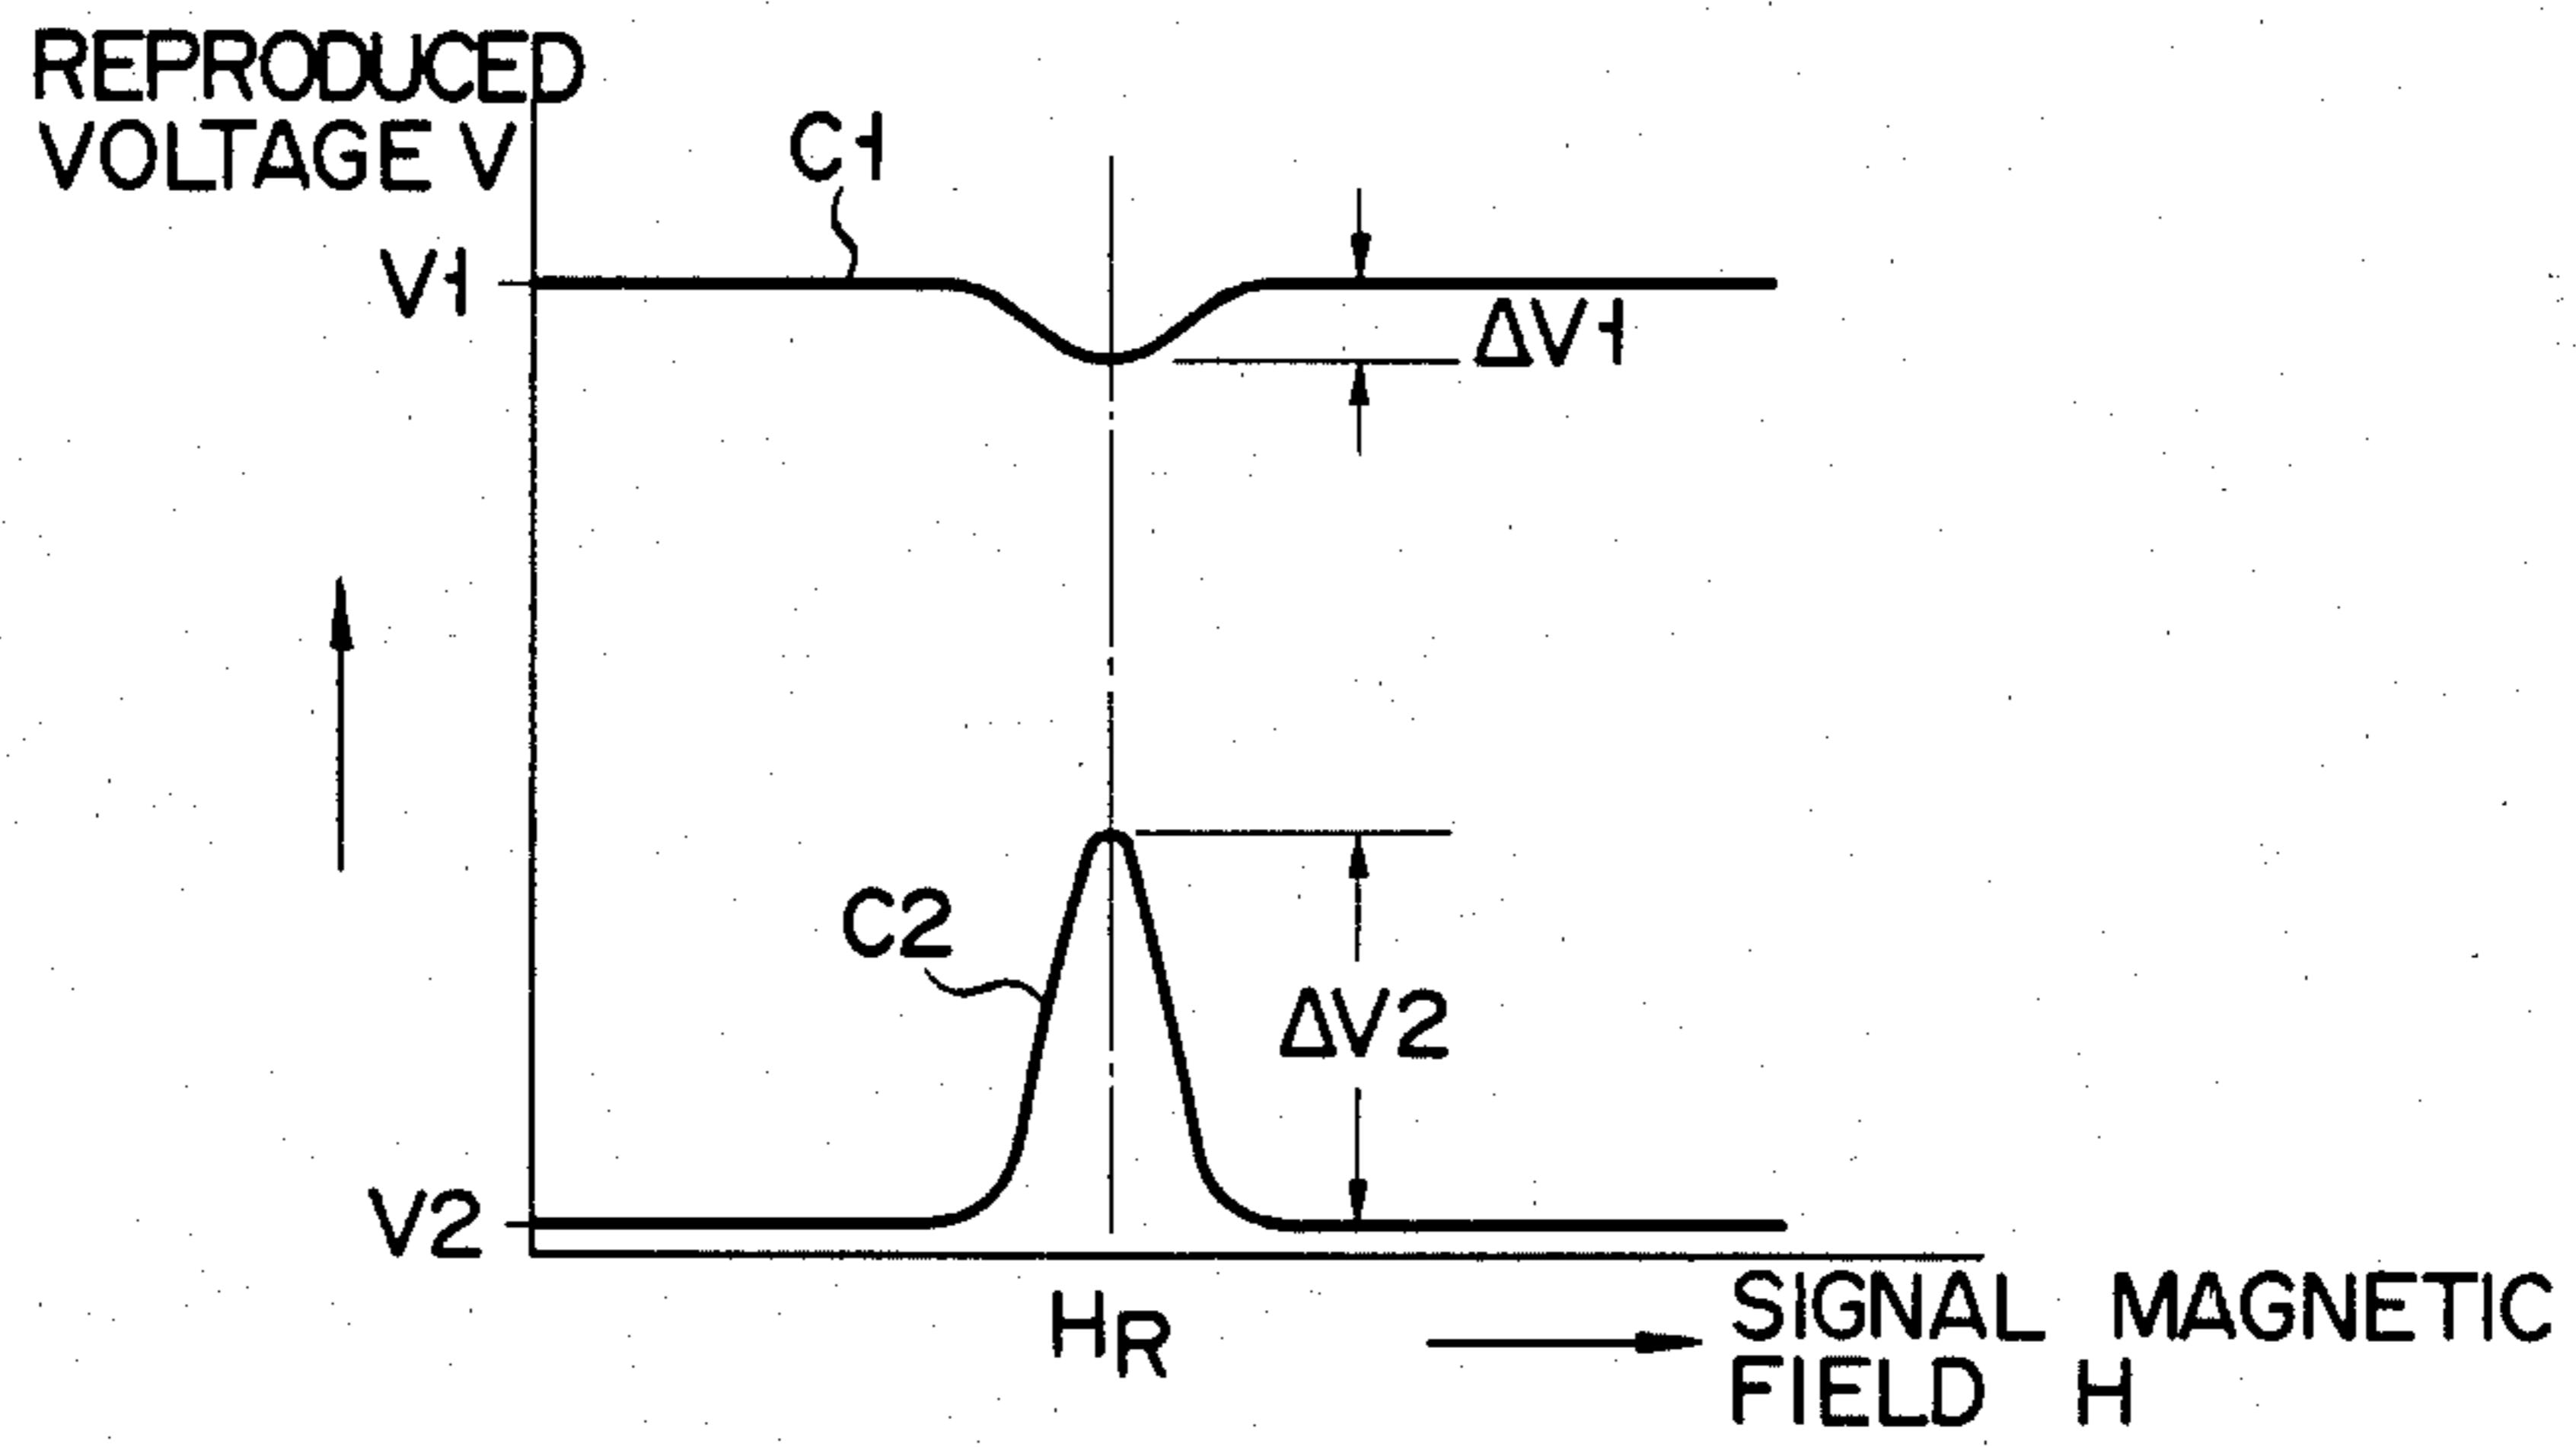 REPRODUCED
VOLTAGE V
C1
V1
ΔV1
C2
ΔV2
V2
HR
SIGNAL MAGNETIC
FIELD H